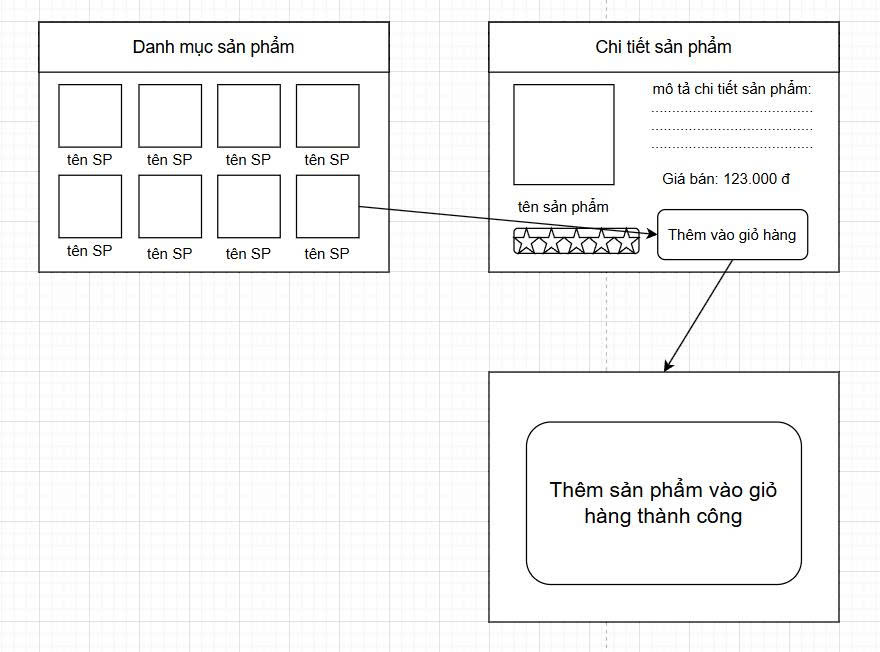 Danh mục sản phẩm
tên SP
tên SP
tên SP
tên SP
tên SP
tên SP
tên SP
tên SP
Chi tiết sản phẩm
mô tả chi tiết sản phẩm:
Giá bán: 123.000 đ
tên sản phẩm
Thêm vào giỏ hàng
Thêm sản phẩm vào giỏ
hàng thành công